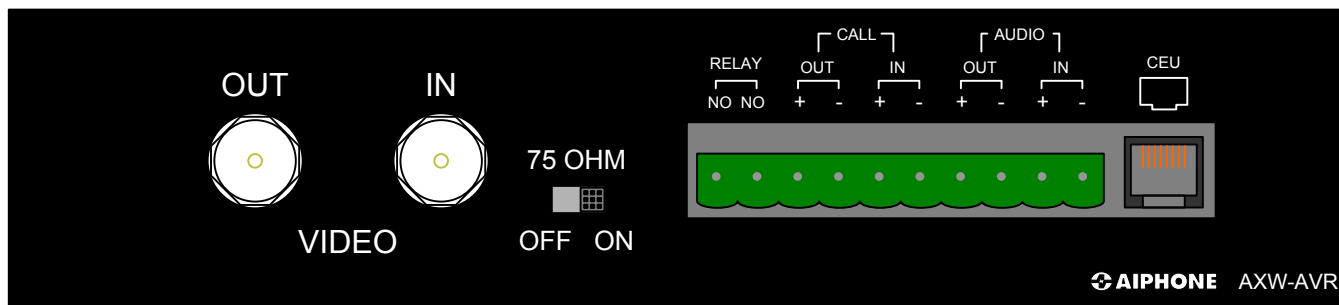 CALL AUDIO
RELAY OUT IN OUT IN CEU
NO NO + - + - + - + -
OUT IN
75 OHM
OFF ON
VIDEO
AIPHONE AXW-AVR